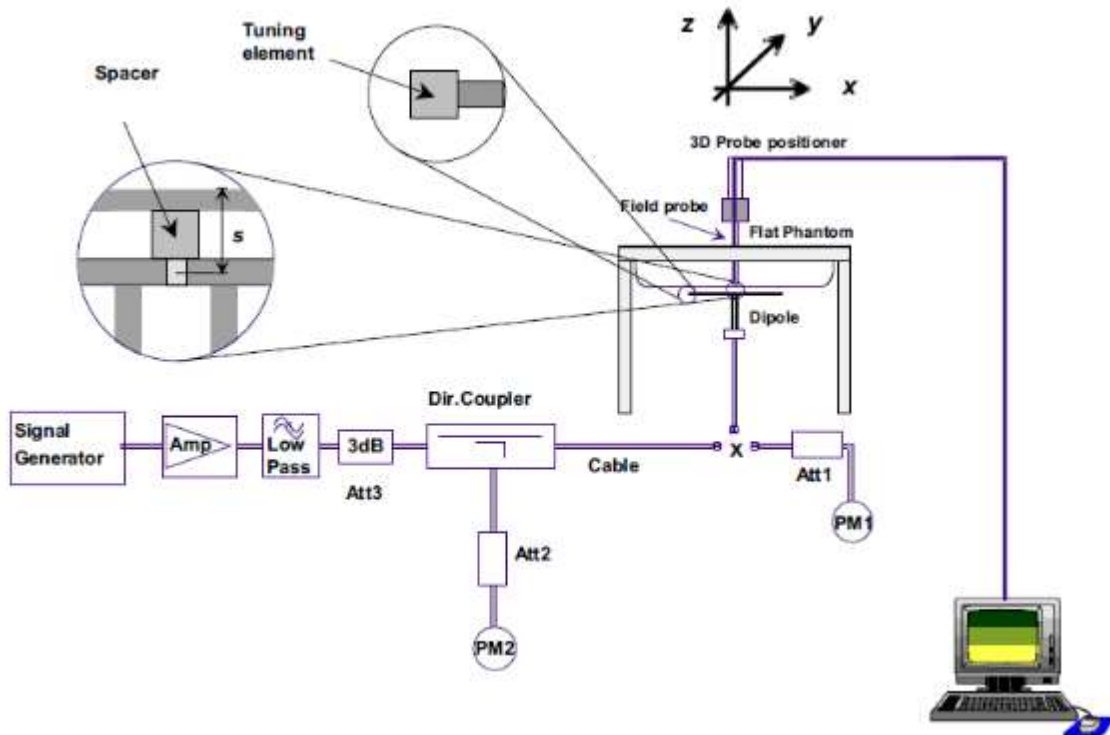 Tuning
element
Spacer
s
z
y
x
3D Probe positioner
Field probe
Flat Phantom
Dipole
Dir.Coupler
Signal
Generator
Amp
Low
Pass
3dB
Att3
Cable
X
Att1
PM1
Att2
PM2